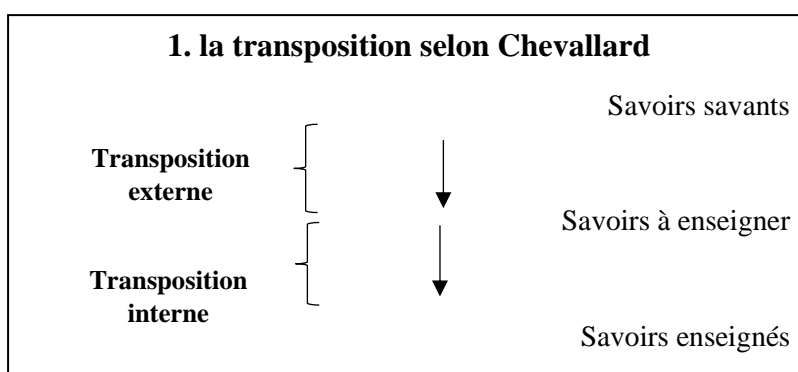 1. la transposition selon Chevallard
Savoirs savants
Transposition
externe
Savoirs à enseigner
Transposition
interne
Savoirs enseignés